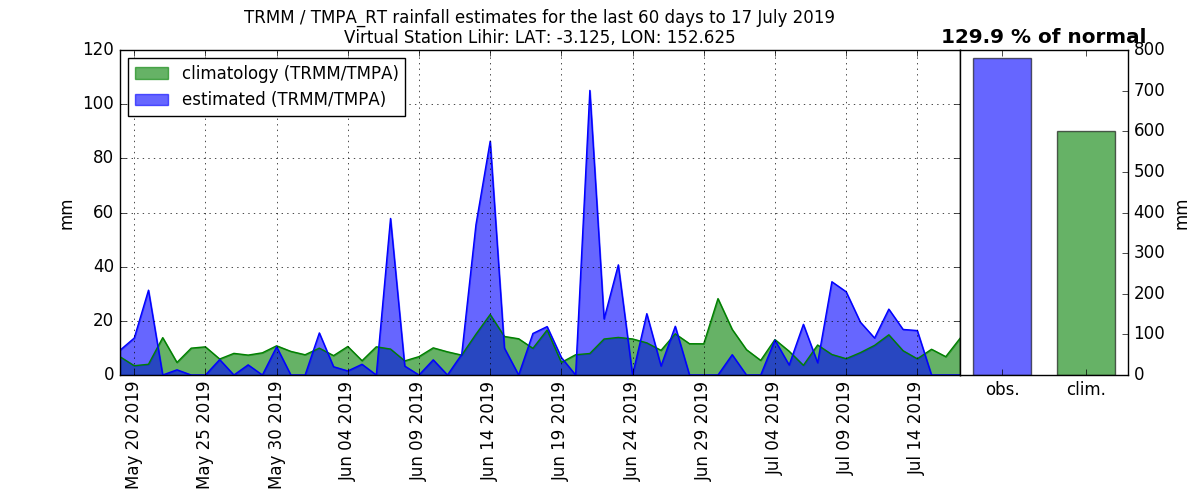 TRMM / TMPA_RT rainfall estimates for the last 60 days to 17 July 2019
Virtual Station Lihir: LAT: -3.125, LON: 152.625
129.9 % of normal
climatology (TRMM/TMPA)
estimated (TRMM/TMPA)
mm
120
100
80
60
40
20
0
May 20 2019
May 25 2019
May 30 2019
Jun 04 2019
Jun 09 2019
Jun 14 2019
Jun 19 2019
Jun 24 2019
Jun 29 2019
Jul 04 2019
Jul 09 2019
Jul 14 2019
obs.
clim.
800
700
600
500
400
300
200
100
0
mm